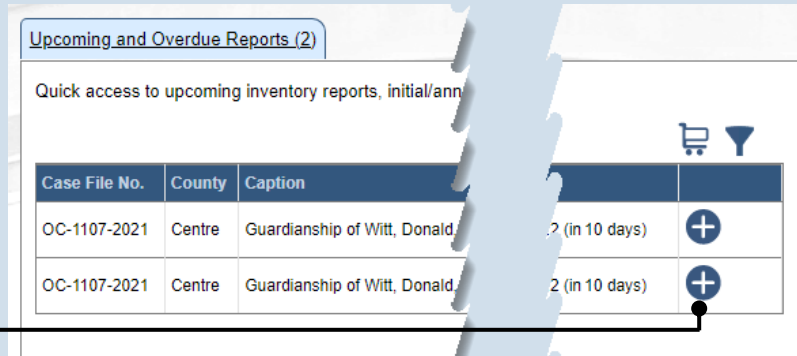 Upcoming and Overdue Reports (2)
Quick access to upcoming inventory reports, initial/ann
Case File No. County Caption
OC-1107-2021 Centre Guardianship of Witt, Donald, 2 (in 10 days)
OC-1107-2021 Centre Guardianship of Witt, Donald, 2 (in 10 days)